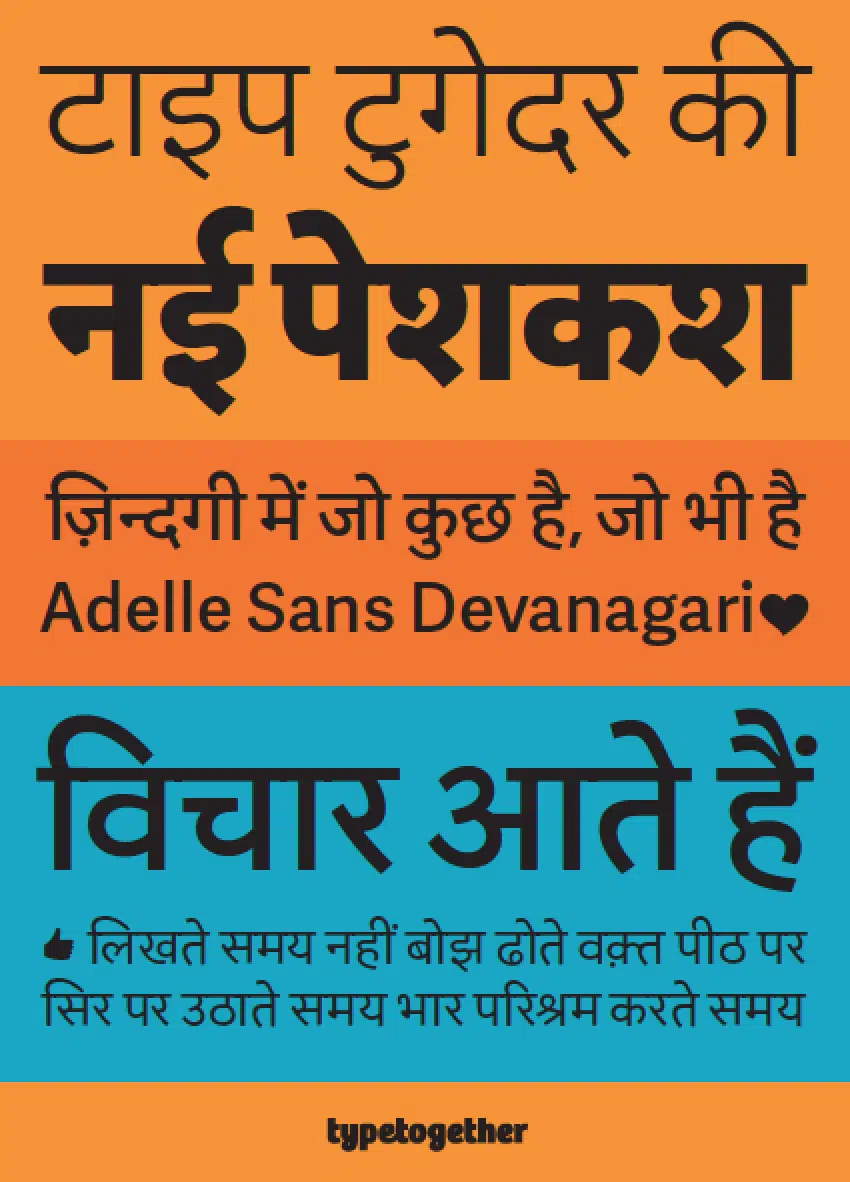 टाइप टुगेदर की
नई पेशकश
ज़िन्दगी में जो कुछ है, जो भी है
Adelle Sans Devanagari♥
विचार आते हैं
👍 लिखते समय नहीं बोझ ढोते वक़्त पीठ पर
सिर पर उठाते समय भार परिश्रम करते समय
typetogether